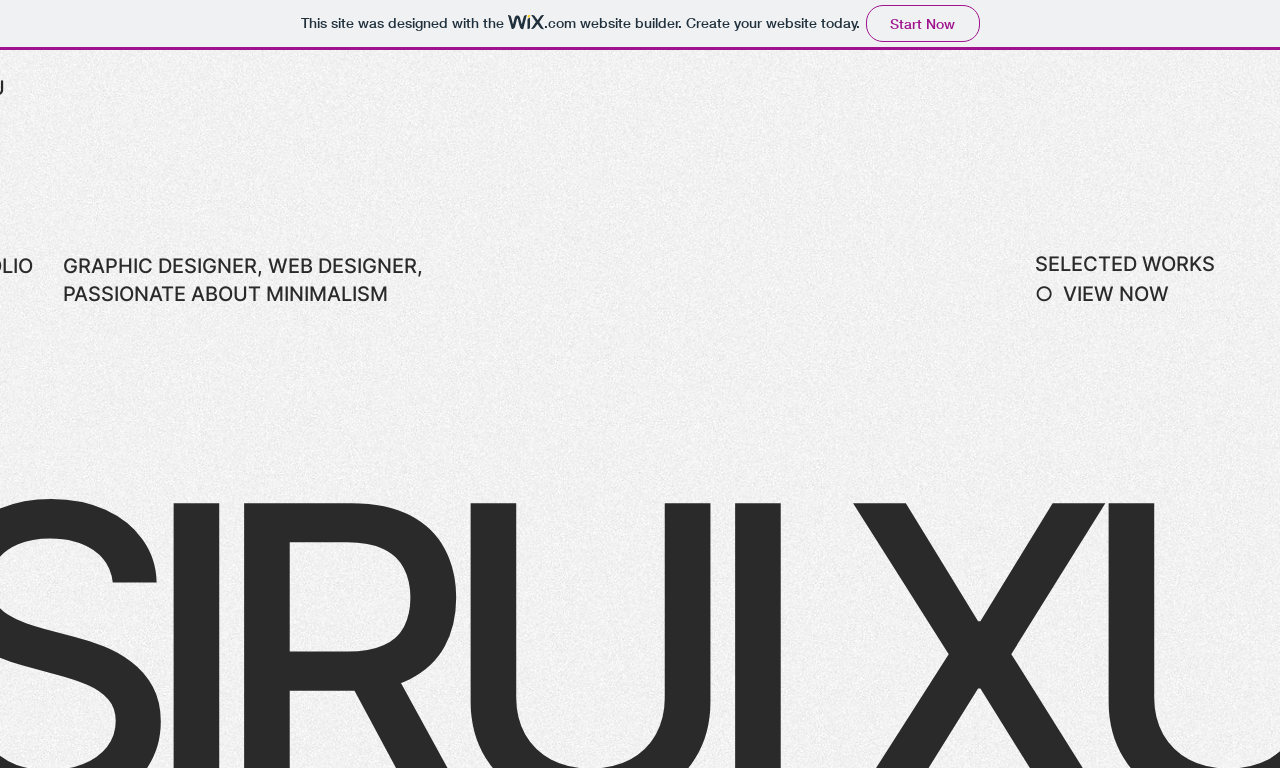 This site was designed with the WiX.com website builder. Create your website today. Start Now
GRAPHIC DESIGNER, WEB DESIGNER,
PASSIONATE ABOUT MINIMALISM
SELECTED WORKS
VIEW NOW
SIRUI XU